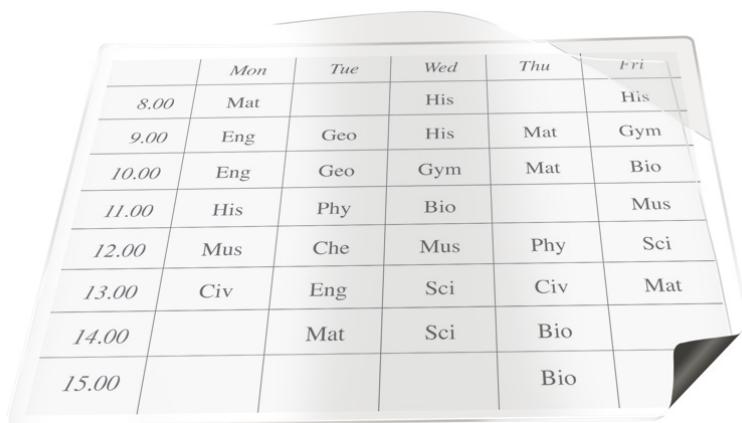 Mon Tue Wed Thu Fri
8.00 Mat His His
9.00 Eng Geo His Mat Gym
10.00 Eng Geo Gym Mat Bio
11.00 His Phy Bio Mus
12.00 Mus Che Mus Phy Sci
13.00 Civ Eng Sci Civ Mat
14.00 Mat Sci Bio
15.00 Bio